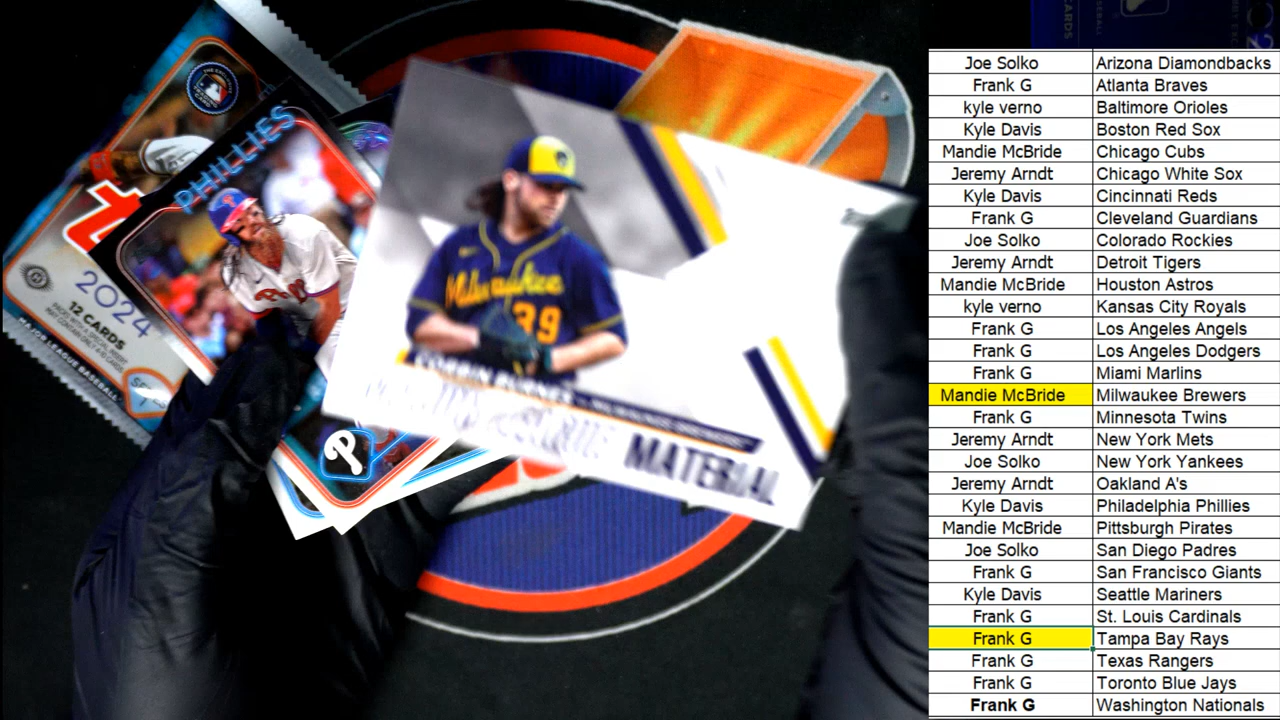 PHILLIES
2024
12 CARDS
MAJOR LEAGUE BASEBALL
Milwaukee
39
MATERIAL
CARDS
BASEBALL
Joe Solko Arizona Diamondbacks
Frank G Atlanta Braves
kyle verno Baltimore Orioles
Kyle Davis Boston Red Sox
Mandie McBride Chicago Cubs
Jeremy Arndt Chicago White Sox
Kyle Davis Cincinnati Reds
Frank G Cleveland Guardians
Joe Solko Colorado Rockies
Jeremy Arndt Detroit Tigers
Mandie McBride Houston Astros
kyle verno Kansas City Royals
Frank G Los Angeles Angels
Frank G Los Angeles Dodgers
Frank G Miami Marlins
Mandie McBride Milwaukee Brewers
Frank G Minnesota Twins
Jeremy Arndt New York Mets
Joe Solko New York Yankees
Jeremy Arndt Oakland A's
Kyle Davis Philadelphia Phillies
Mandie McBride Pittsburgh Pirates
Joe Solko San Diego Padres
Frank G San Francisco Giants
Kyle Davis Seattle Mariners
Frank G St. Louis Cardinals
Frank G Tampa Bay Rays
Frank G Texas Rangers
Frank G Toronto Blue Jays
Frank G Washington Nationals